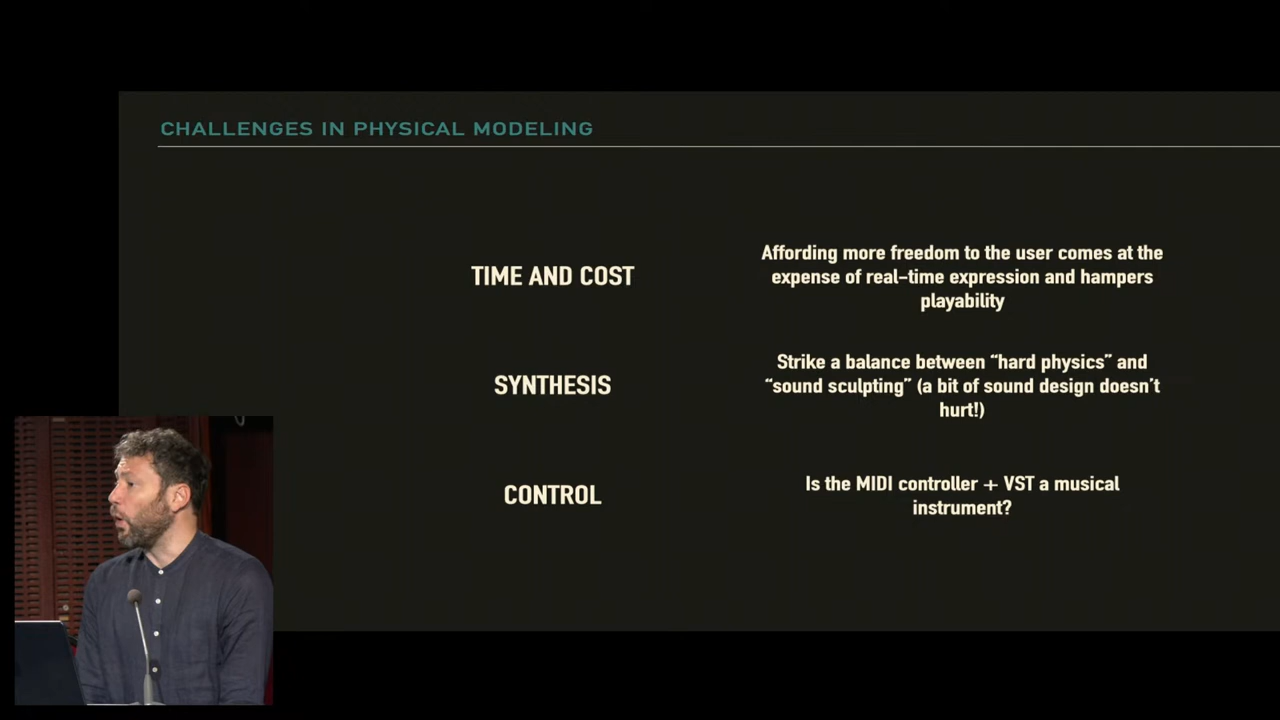 CHALLENGES IN PHYSICAL MODELING
TIME AND COST
Affording more freedom to the user comes at the
expense of real-time expression and hampers
playability
SYNTHESIS
Strike a balance between “hard physics” and
“sound sculpting” (a bit of sound design doesn’t
hurt!)
CONTROL
Is the MIDI controller + VST a musical
instrument?